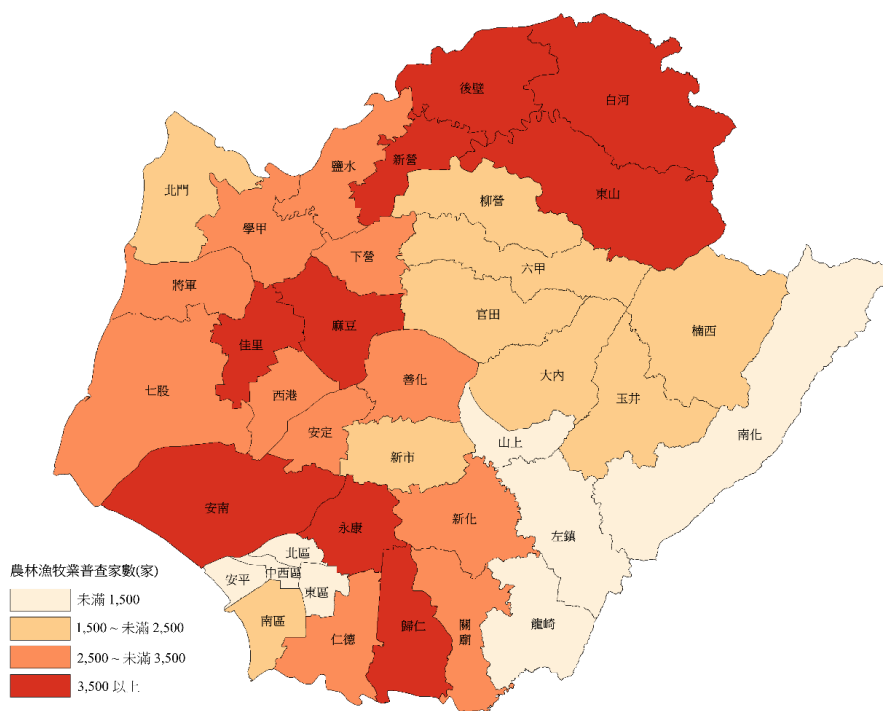 後壁
白河
新營
鹽水
東山
北門
柳營
學甲
下營
六甲
將軍
官田
麻豆
楠西
佳里
七股
善化
大內
西港
玉井
安定
南化
山上
新市
安南
永康
新化
左鎮
北區
中西區
安平
東區
南區
仁德
歸仁
關廟
龍崎
農林漁牧業普查家數(家)
未滿 1,500
1,500 ~ 未滿 2,500
2,500 ~ 未滿 3,500
3,500 以上